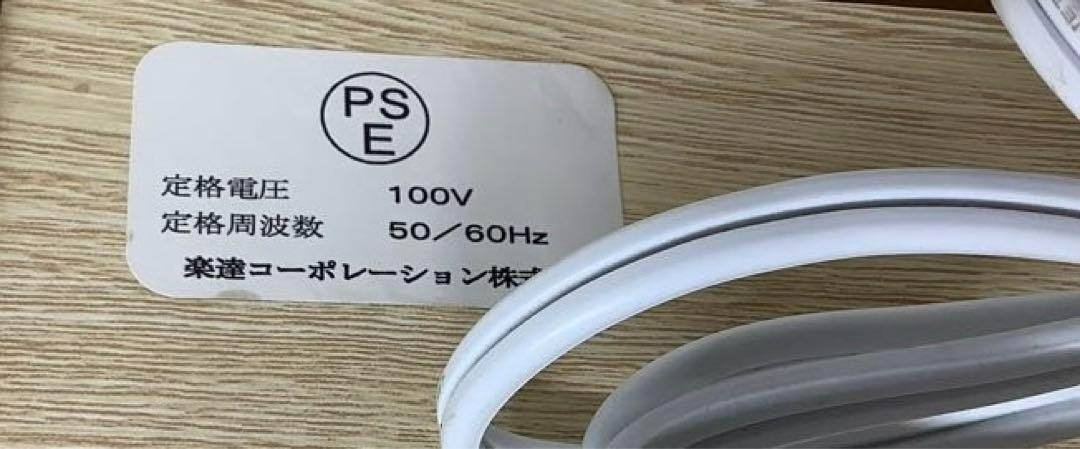 PS
E
定格電圧 100V
定格周波数 50/60Hz
楽達コーポレーション株